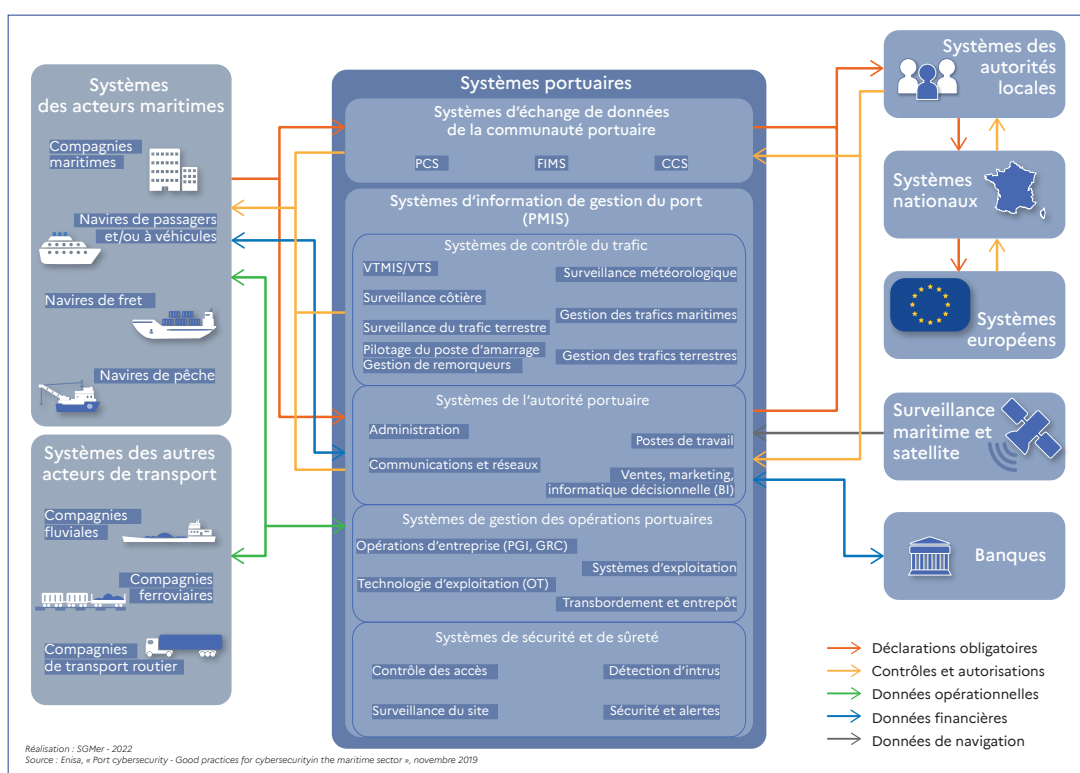 Systèmes
des acteurs maritimes
Compagnies
maritimes
Navires de passagers
et/ou à véhicules
Navires de fret
Navires de pêche
Systèmes des autres
acteurs de transport
Compagnies
fluviales
Compagnies
ferroviaires
Compagnies
de transport routier
Systèmes portuaires
Systèmes d'échange de données
de la communauté portuaire
PCS
FIMS
CCS
Systèmes d'information de gestion du port
(PMIS)
Systèmes de contrôle du trafic
VTMIS/VTS
Surveillance météorologique
Surveillance côtière
Gestion des trafics maritimes
Surveillance du trafic terrestre
Pilotage du poste d'amarrage
Gestion de remorqueurs
Gestion des trafics terrestres
Systèmes de l'autorité portuaire
Administration
Postes de travail
Communications et réseaux
Ventes, marketing,
informatique décisionnelle (BI)
Systèmes de gestion des opérations portuaires
Opérations d'entreprise (PGI, GRC)
Systèmes d'exploitation
Technologie d'exploitation (OT)
Transbordement et entrepôt
Systèmes de sécurité et de sûreté
Contrôle des accès
Détection d'intrus
Surveillance du site
Sécurité et alertes
Systèmes des
autorités
locales
Systèmes
nationaux
Systèmes
européens
Surveillance
maritime et
satellite
Banques
Déclarations obligatoires
Contrôles et autorisations
Données opérationnelles
Données financières
Données de navigation
Réalisation : SGMer - 2022
Source : Enisa, « Port cybersecurity - Good practices for cybersecurityin the maritime sector », novembre 2019